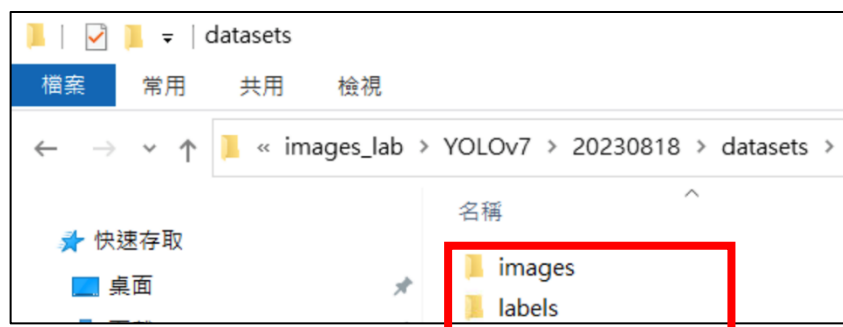 datasets
檔案 常用 共用 檢視
« images_lab > YOLOv7 > 20230818 > datasets >
名稱
快速存取
images
桌面
labels